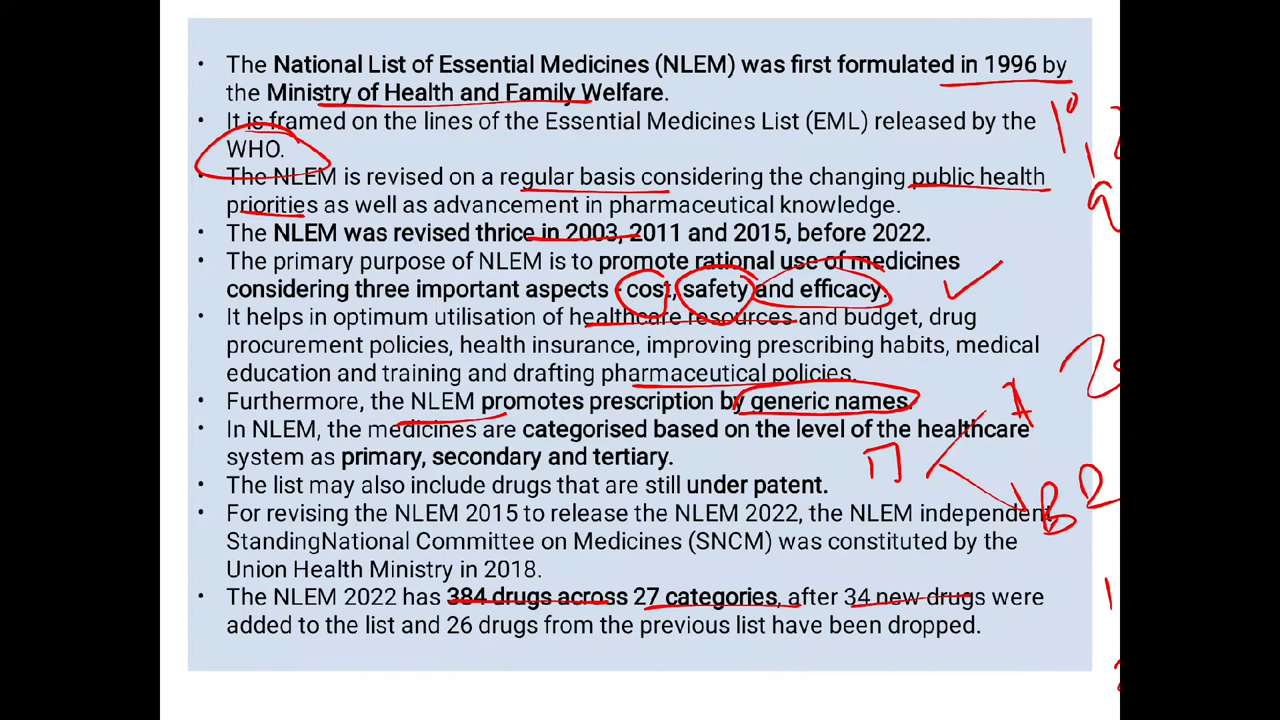 • The National List of Essential Medicines (NLEM) was first formulated in 1996 by
the Ministry of Health and Family Welfare.
• It is framed on the lines of the Essential Medicines List (EML) released by the
WHO.
• The NLEM is revised on a regular basis considering the changing public health
priorities as well as advancement in pharmaceutical knowledge.
• The NLEM was revised thrice in 2003, 2011 and 2015, before 2022.
• The primary purpose of NLEM is to promote rational use of medicines
considering three important aspects - cost, safety and efficacy.
• It helps in optimum utilisation of healthcare resources and budget, drug
procurement policies, health insurance, improving prescribing habits, medical
education and training and drafting pharmaceutical policies.
• Furthermore, the NLEM promotes prescription by generic names.
• In NLEM, the medicines are categorised based on the level of the healthcare
system as primary, secondary and tertiary.
• The list may also include drugs that are still under patent.
• For revising the NLEM 2015 to release the NLEM 2022, the NLEM independent
StandingNational Committee on Medicines (SNCM) was constituted by the
Union Health Ministry in 2018.
• The NLEM 2022 has 384 drugs across 27 categories, after 34 new drugs were
added to the list and 26 drugs from the previous list have been dropped.
1°
A
B